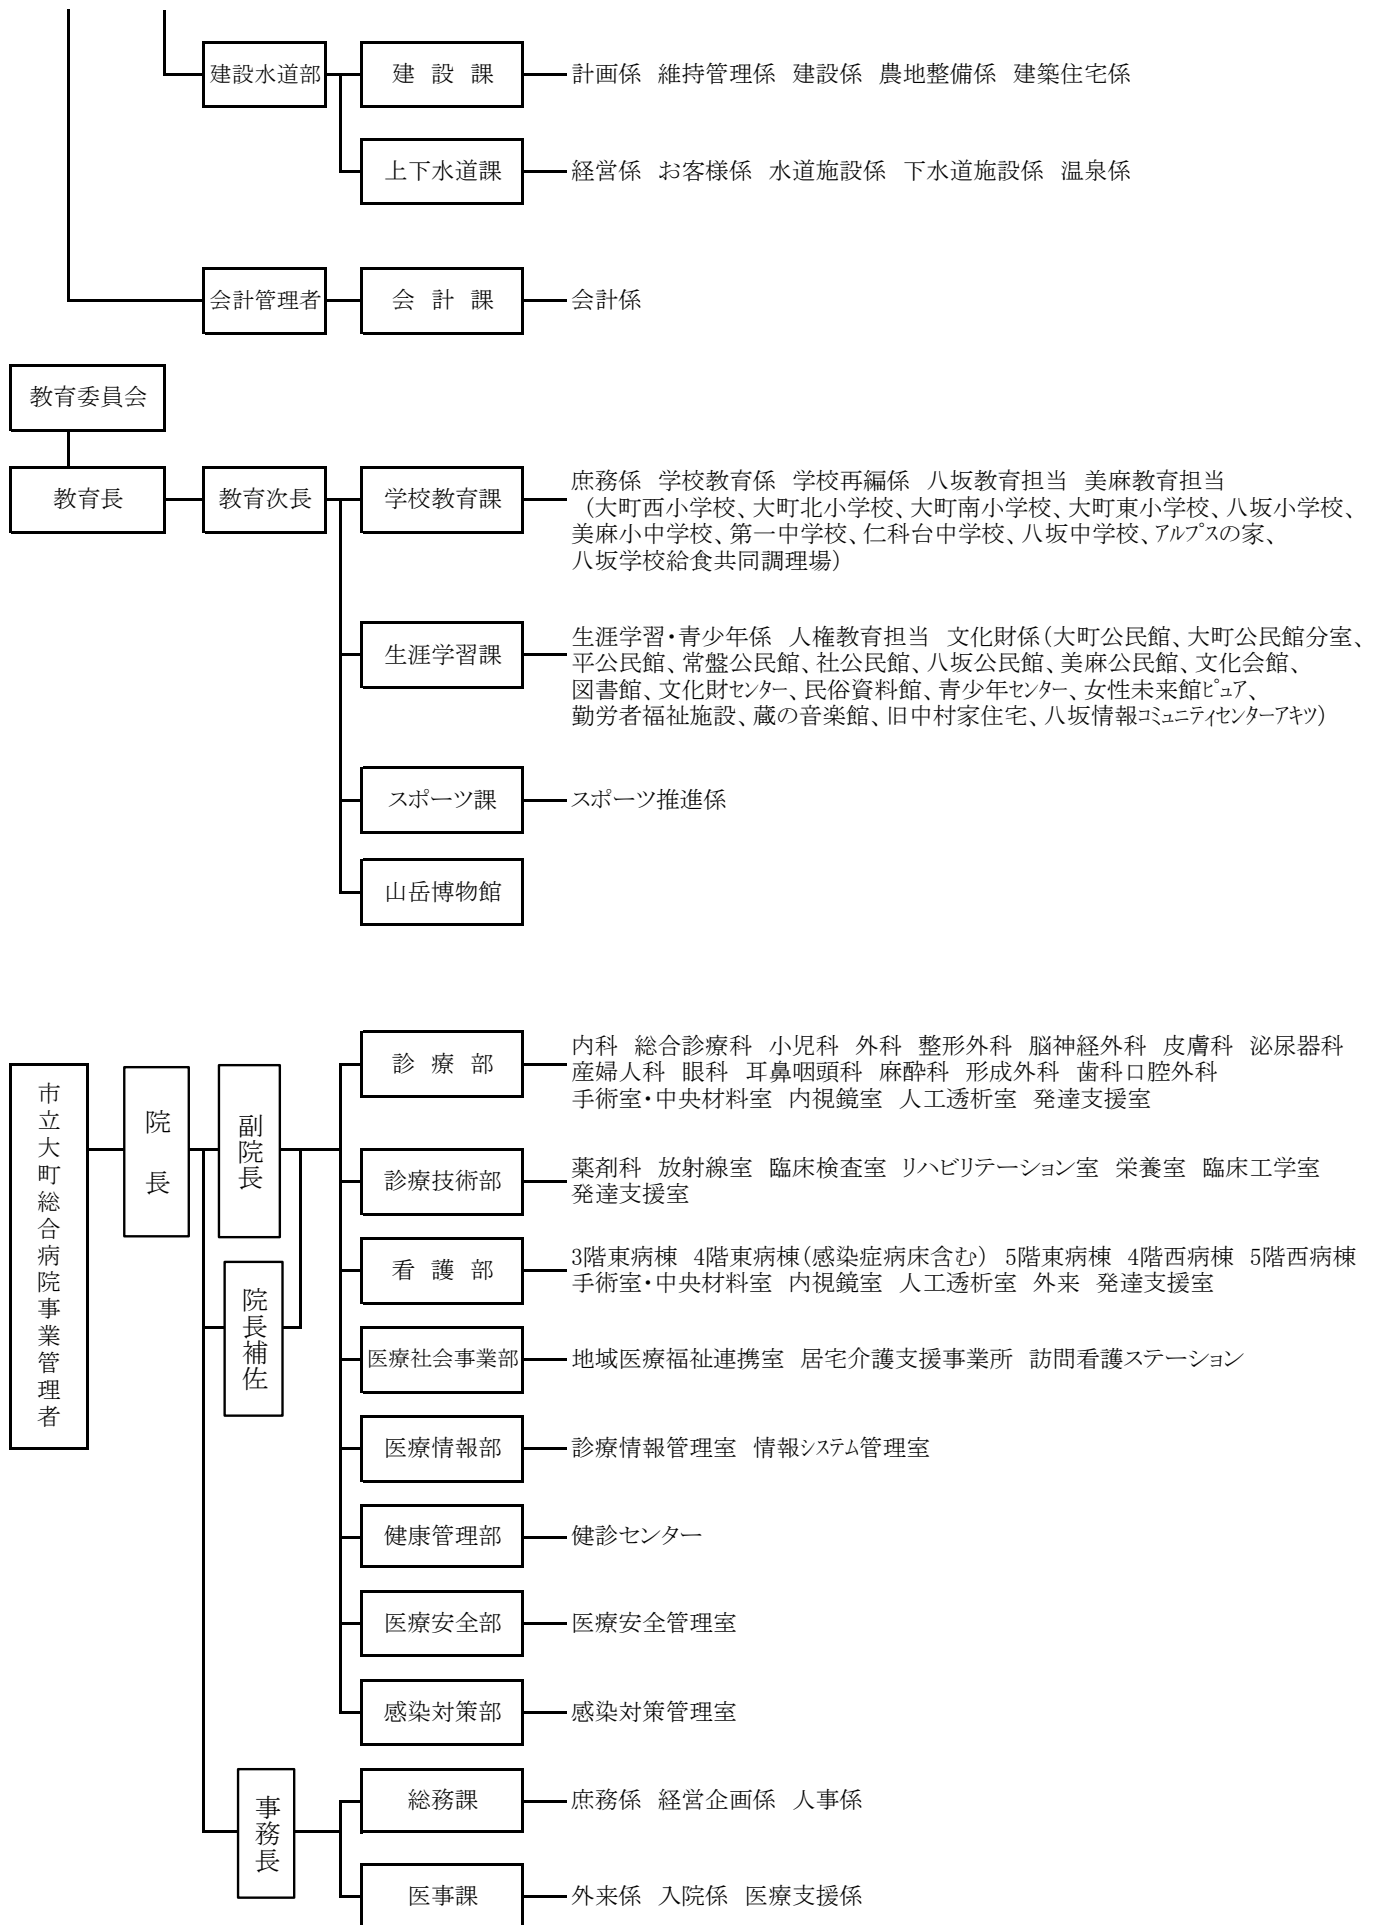 建設水道部 建設課 計画係 維持管理係 建設係 農地整備係 建築住宅係
上下水道課 経営係 お客様係 水道施設係 下水道施設係 温泉係
会計管理者 会計課 会計係
教育委員会
教育長 教育次長 学校教育課 庶務係 学校教育係 学校再編係 八坂教育担当 美麻教育担当
(大町西小学校、大町北小学校、大町南小学校、大町東小学校、八坂小学校、
美麻小中学校、第一中学校、仁科台中学校、八坂中学校、アルプスの家、
八坂学校給食共同調理場)
生涯学習課 生涯学習・青少年係 人権教育担当 文化財係(大町公民館、大町公民館分室、
平公民館、常盤公民館、社公民館、八坂公民館、美麻公民館、文化会館、
図書館、文化財センター、民俗資料館、青少年センター、女性未来館ピュア、
勤労者福祉施設、蔵の音楽館、旧中村家住宅、八坂情報コミュニティセンターアキツ)
スポーツ課 スポーツ推進係
山岳博物館
市立大町総合病院事業管理者
院長
副院長
院長補佐
診療部 内科 総合診療科 小児科 外科 整形外科 脳神経外科 皮膚科 泌尿器科
産婦人科 眼科 耳鼻咽頭科 麻酔科 形成外科 歯科口腔外科
手術室・中央材料室 内視鏡室 人工透析室 発達支援室
診療技術部 薬剤科 放射線室 臨床検査室 リハビリテーション室 栄養室 臨床工学室
発達支援室
看護部 3階東病棟 4階東病棟(感染症病床含む) 5階東病棟 4階西病棟 5階西病棟
手術室・中央材料室 内視鏡室 人工透析室 外来 発達支援室
医療社会事業部 地域医療福祉連携室 居宅介護支援事業所 訪問看護ステーション
医療情報部 診療情報管理室 情報システム管理室
健康管理部 健診センター
医療安全部 医療安全管理室
感染対策部 感染対策管理室
事務長
総務課 庶務係 経営企画係 人事係
医事課 外来係 入院係 医療支援係